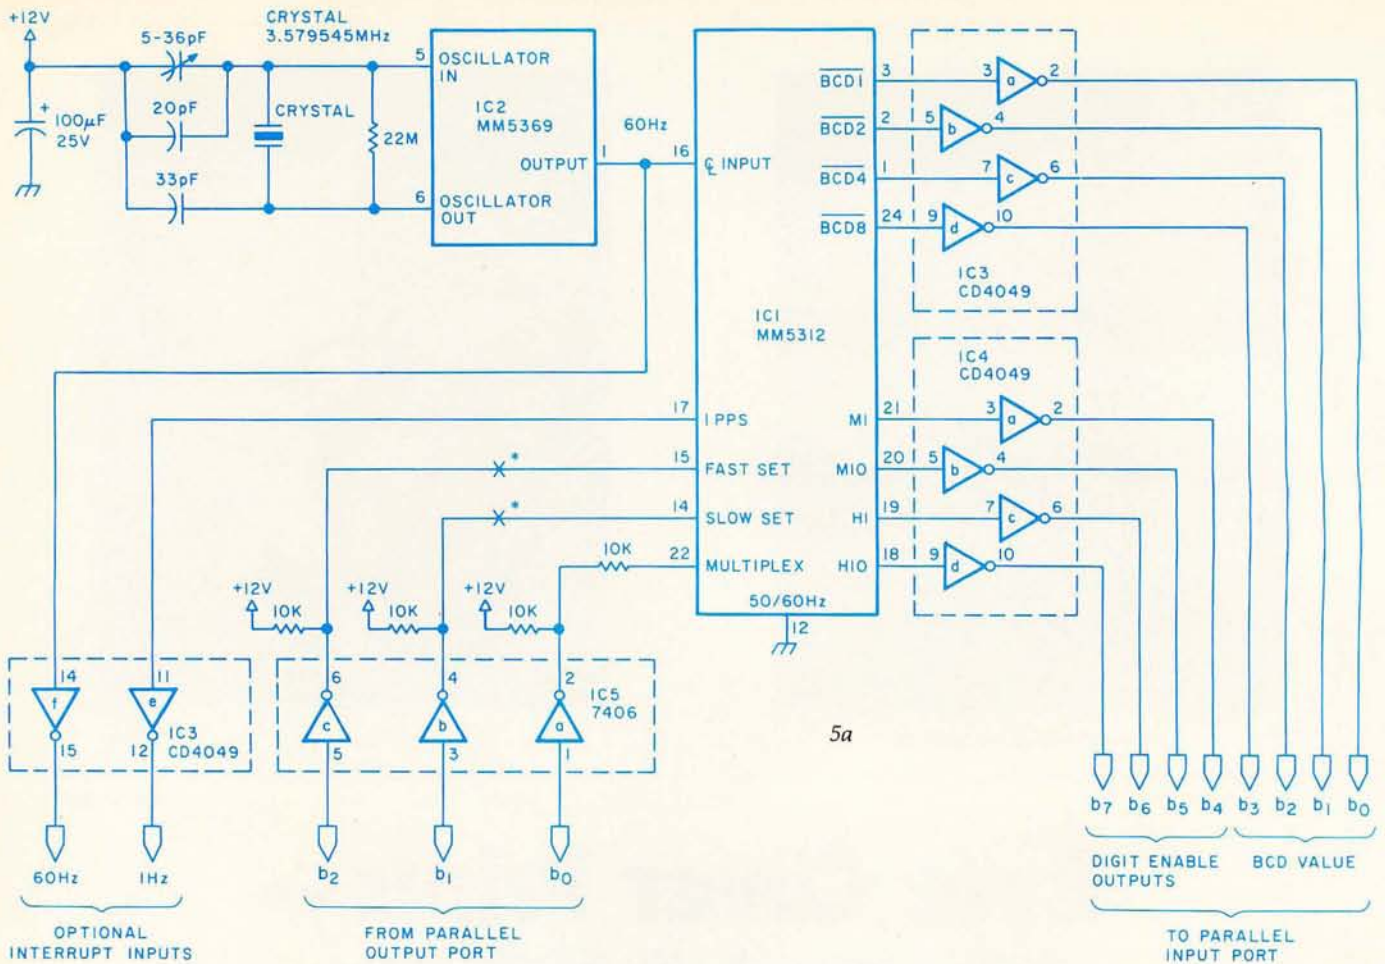 +12V
5-36pF
CRYSTAL
3.579545MHz
+
100µF
25V
20pF
33pF
CRYSTAL
22M
5
OSCILLATOR
IN
IC2
MM5369
OUTPUT
1
6
OSCILLATOR
OUT
60Hz
16
℄ INPUT
IC1
MM5312
BCD1
3
BCD2
2
BCD4
1
BCD8
24
3 a 2
5 b 4
7 c 6
9 d 10
IC3
CD4049
IC4
CD4049
17
1 PPS
15
FAST SET
*
14
SLOW SET
*
22
MULTIPLEX
10K
50/60Hz
12
M1
21
M10
20
H1
19
H10
18
3 a 2
5 b 4
7 c 6
9 d 10
+12V
10K
+12V
10K
+12V
10K
14
f
15
11
e
12
IC3
CD4049
6
c
5
4
b
3
2
a
1
IC5
7406
5a
60Hz
1Hz
b2
b1
b0
b7 b6 b5 b4 b3 b2 b1 b0
OPTIONAL
INTERRUPT INPUTS
FROM PARALLEL
OUTPUT PORT
DIGIT ENABLE
OUTPUTS
BCD VALUE
TO PARALLEL
INPUT PORT